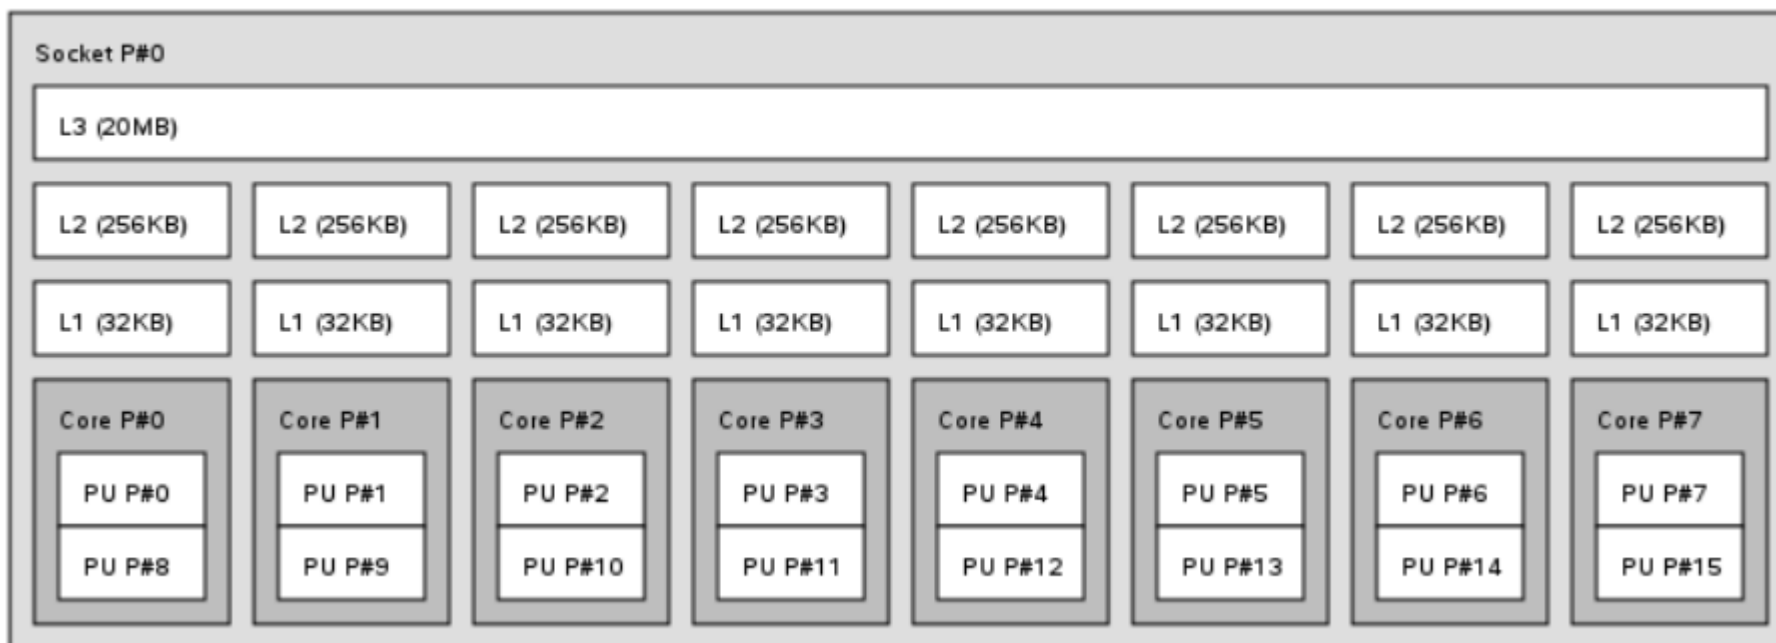 Socket P#0
L3 (20MB)
L2 (256KB) L2 (256KB) L2 (256KB) L2 (256KB) L2 (256KB) L2 (256KB) L2 (256KB) L2 (256KB)
L1 (32KB) L1 (32KB) L1 (32KB) L1 (32KB) L1 (32KB) L1 (32KB) L1 (32KB) L1 (32KB)
Core P#0 Core P#1 Core P#2 Core P#3 Core P#4 Core P#5 Core P#6 Core P#7
PU P#0 PU P#1 PU P#2 PU P#3 PU P#4 PU P#5 PU P#6 PU P#7
PU P#8 PU P#9 PU P#10 PU P#11 PU P#12 PU P#13 PU P#14 PU P#15